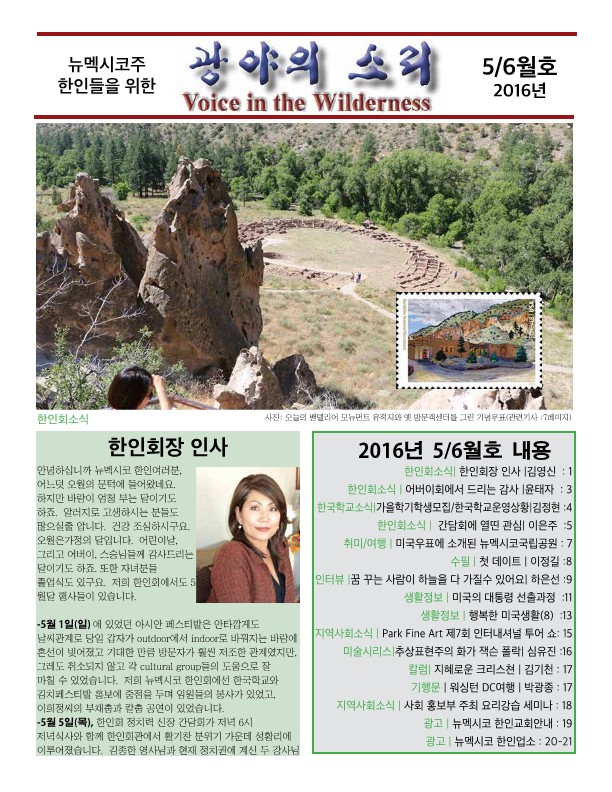 뉴멕시코주
한인들을 위한
광야의 소리
Voice in the Wilderness
5/6월호
2016년
한인회소식
사진: 오늘의 밴델리어 모뉴먼트 유적지와 옛 방문객센터를 그린 기념우표(관련기사 :7페이지)
한인회장 인사
안녕하십니까 뉴멕시코 한인여러분,
어느덧 오월의 문턱에 들어왔네요.
하지만 바람이 엄청 부는 달이기도
하죠. 알러지로 고생하시는 분들도
많으실줄 압니다. 건강 조심하시구요.
오월은가정의 달입니다. 어린이날,
그리고 어버이, 스승님들께 감사드리는
달이기도 하죠. 또한 자녀분들
졸업식도 있구요. 저희 한인회에서도 5
월달 행사들이 있습니다.
-5월 1일(일) 에 있었던 아시안 페스티발은 안타깝게도
날씨관계로 당일 갑자가 outdoor에서 indoor로 바꿔지는 바람에
혼선이 빚어졌고 기대한 만큼 방문자가 훨씬 저조한 관계였지만,
그래도 취소되지 않고 각 cultural group들의 도움으로 잘
마칠 수 있었습니다. 저희 뉴멕시코 한인회에선 한국학교와
김치페스티발 홍보에 중점을 두며 임원들의 봉사가 있었고,
이희정씨의 부채춤과 칼춤 공연이 있었습니다.
-5월 5일(목), 한인회 정치력 신장 간담회가 저녁 6시
저녁식사와 함께 한인회관에서 활기찬 분위기 가운데 성황리에
이루어졌습니다. 김종한 영사님과 현재 정치권에 계신 두 강사님
2016년 5/6월호 내용
한인회소식| 한인회장 인사 |김영신 : 1
한인회소식 | 어버이회에서 드리는 감사 |윤태자 : 3
한국학교소식|가을학기학생모집/한국학교운영상황|김정현 :4
한인회소식 | 간담회에 열띤 관심| 이은주 :5
취미/여행 | 미국우표에 소개된 뉴멕시코국립공원 : 7
수필 | 첫 데이트 | 이정길 : 8
인터뷰 |꿈 꾸는 사람이 하늘을 다 가질수 있어요| 하은선 :9
생활정보 | 미국의 대통령 선출과정 :11
생활정보 | 행복한 미국생활(8) :13
지역사회소식 | Park Fine Art 제7회 인터내셔널 투어 쇼: 15
미술시리스|추상표현주의 화가 잭슨 폴락| 심유진 :16
칼럼| 지혜로운 크리스천 | 김기천 : 17
기행문 | 워싱턴 DC여행 | 박광종 : 17
지역사회소식 | 사회 홍보부 주최 요리강습 세미나 : 18
광고 | 뉴멕시코 한인교회안내 : 19
광고 | 뉴멕시코 한인업소 : 20-21